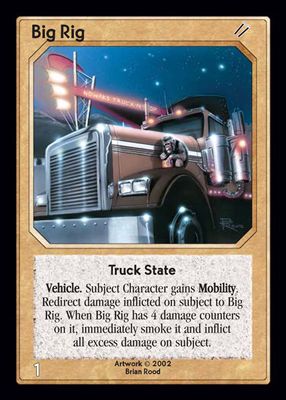 Big Rig
Truck State
Vehicle. Subject Character gains Mobility.
Redirect damage inflicted on subject to Big
Rig. When Big Rig has 4 damage counters
on it, immediately smoke it and inflict
all excess damage on subject.
1
Artwork © 2002
Brian Rood